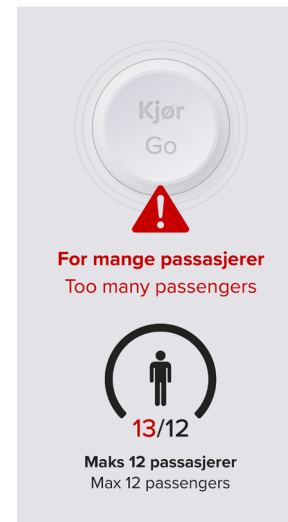 Kjør
Go
For mange passasjerer
Too many passengers
13/12
Maks 12 passasjerer
Max 12 passengers